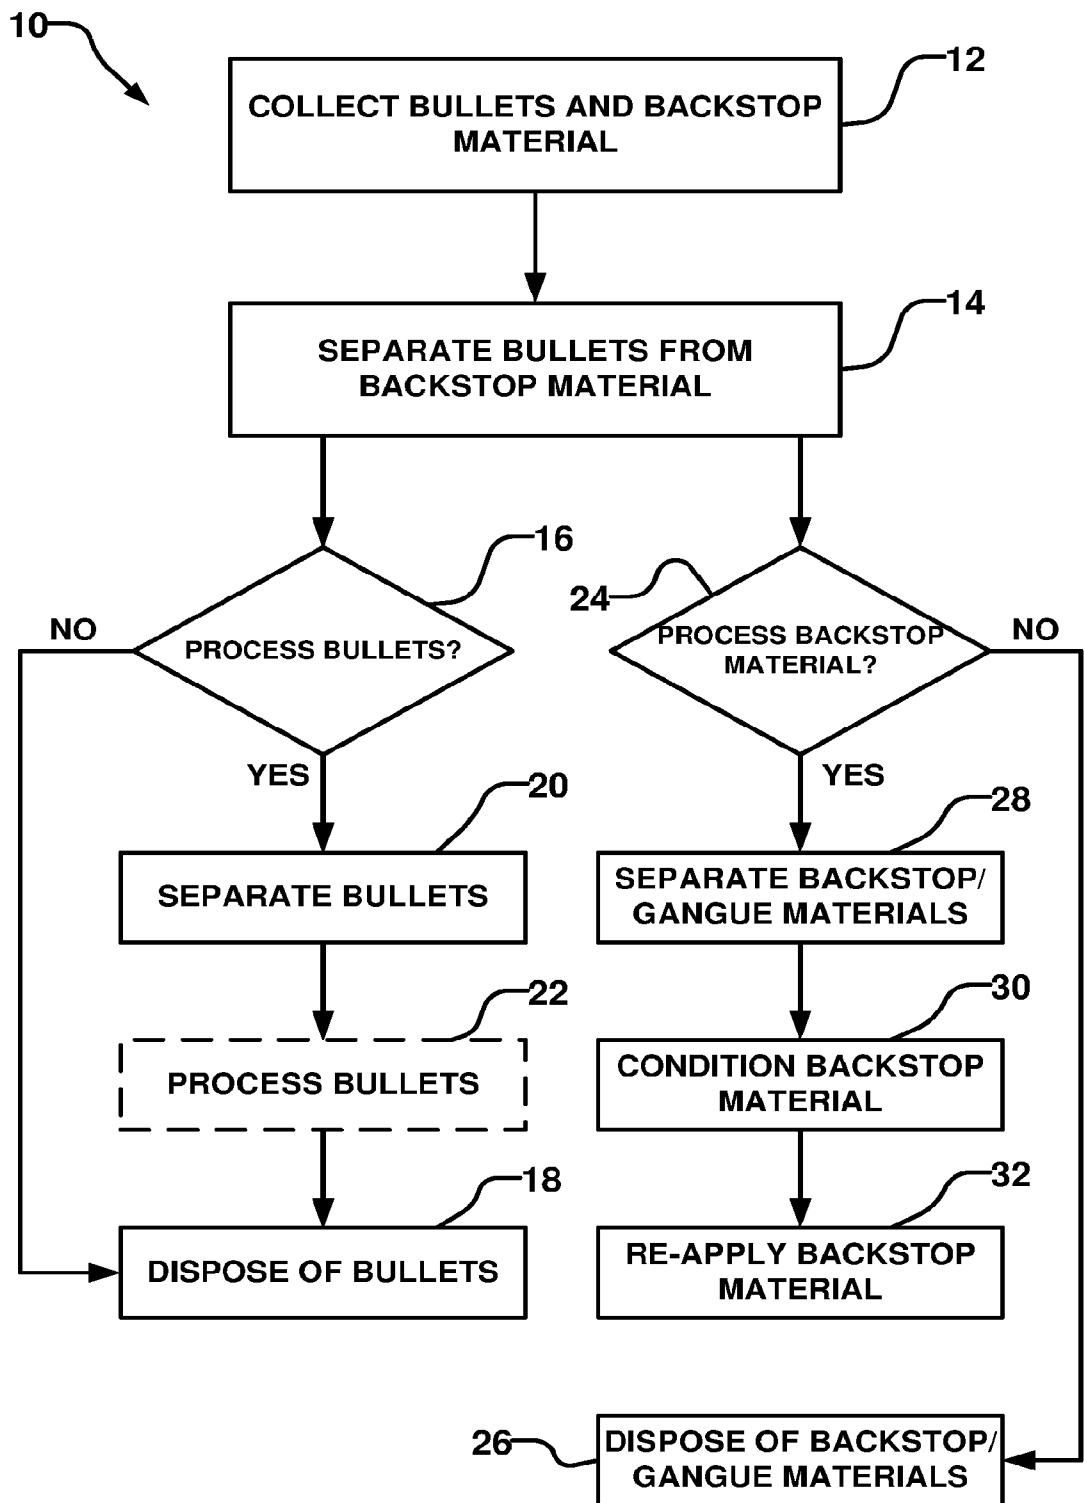 10
12
COLLECT BULLETS AND BACKSTOP
MATERIAL
14
SEPARATE BULLETS FROM
BACKSTOP MATERIAL
16
24
NO
PROCESS BULLETS?
PROCESS BACKSTOP
MATERIAL?
NO
YES
YES
20
28
SEPARATE BULLETS
SEPARATE BACKSTOP/
GANGUE MATERIALS
22
30
PROCESS BULLETS
CONDITION BACKSTOP
MATERIAL
18
32
DISPOSE OF BULLETS
RE-APPLY BACKSTOP
MATERIAL
26
DISPOSE OF BACKSTOP/
GANGUE MATERIALS